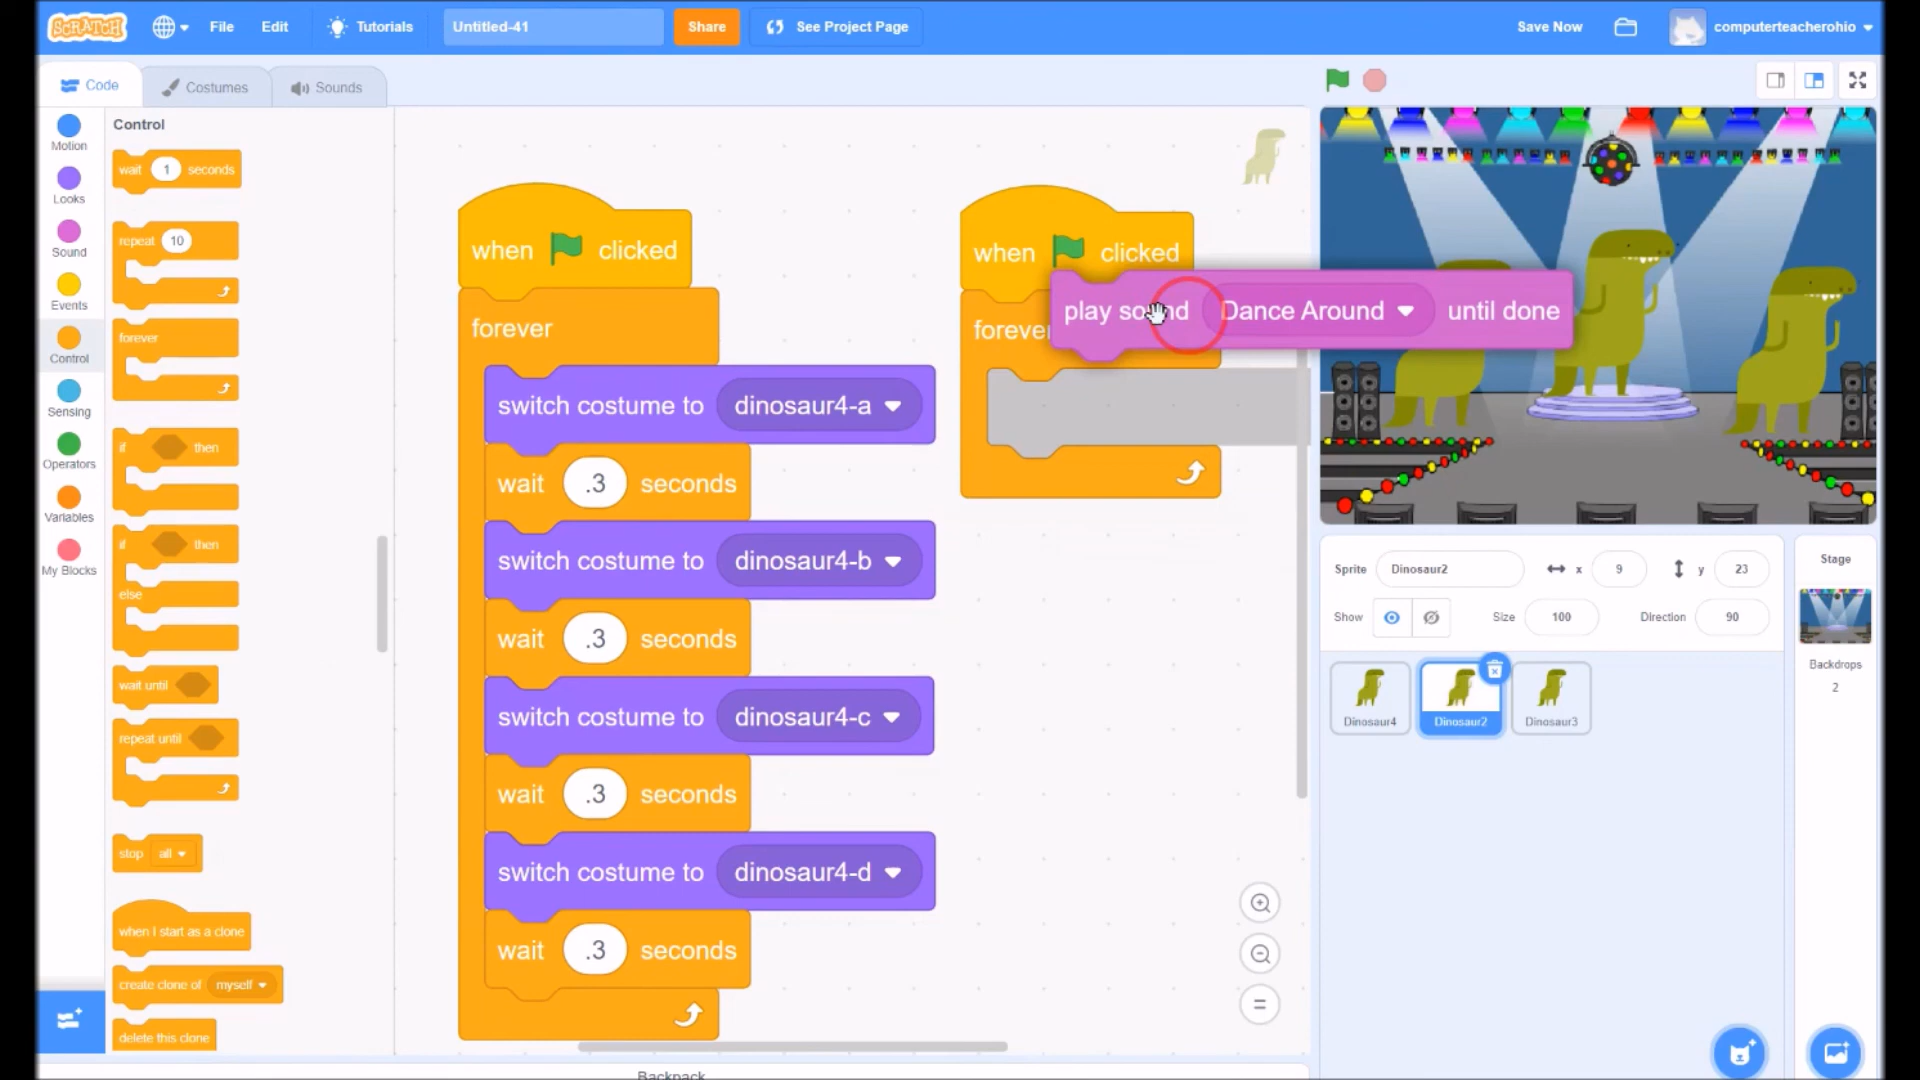 SCRATCH
File
Edit
Tutorials
Untitled-41
Share
See Project Page
Save Now
computerteacherohio
Code
Costumes
Sounds
Motion
Looks
Sound
Events
Control
Sensing
Operators
Variables
My Blocks
Control
wait 1 seconds
repeat 10
forever
if then
if then
else
wait until
repeat until
stop all
when I start as a clone
create clone of myself
delete this clone
when clicked
forever
switch costume to dinosaur4-a
wait .3 seconds
switch costume to dinosaur4-b
wait .3 seconds
switch costume to dinosaur4-c
wait .3 seconds
switch costume to dinosaur4-d
wait .3 seconds
when clicked
play sound Dance Around until done
=
Backpack
Sprite Dinosaur2 x 9 y 23
Show Size 100 Direction 90
Dinosaur4
Dinosaur2
Dinosaur3
Stage
Backdrops
2